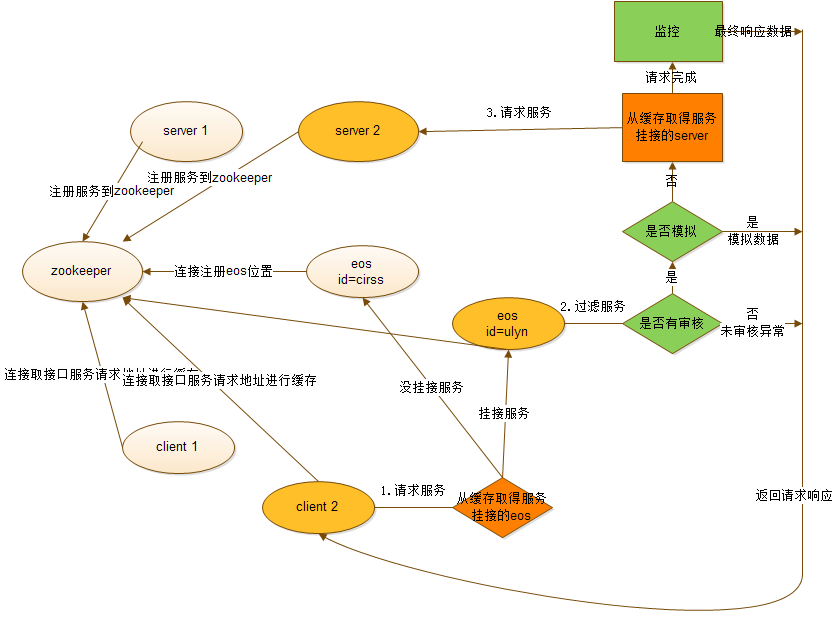 监控
最终响应数据
请求完成
3.请求服务
从缓存取得服务
挂接的server
server 1
server 2
注册服务到zookeeper
注册服务到zookeeper
否
是否模拟
是
模拟数据
zookeeper
连接注册eos位置
eos
id=cirss
是
eos
id=ulyn
2.过滤服务
是否有审核
否
未审核异常
连接取接口服务请求地址进行缓存
连接取接口服务请求地址进行缓存
没挂接服务
挂接服务
client 1
1.请求服务
从缓存取得服务
挂接的eos
client 2
返回请求响应